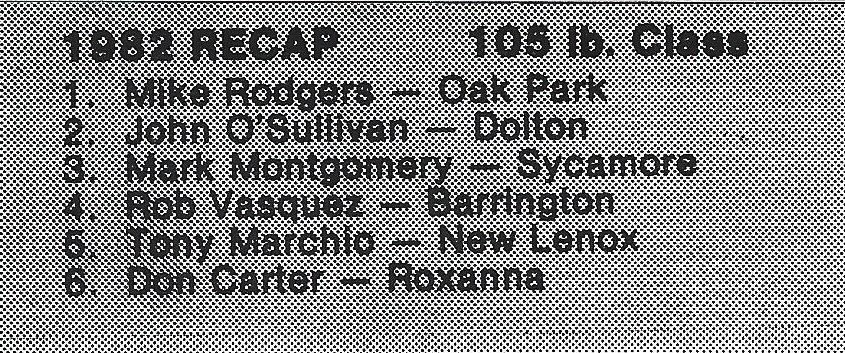 1982 RECAP 105 lb. Class
1. Mike Rodgers — Oak Park
2. John O'Sullivan — Dolton
3. Mark Montgomery — Sycamore
4. Rob Vasquez — Barrington
5. Tony Marchio — New Lenox
6. Don Carter — Roxanna